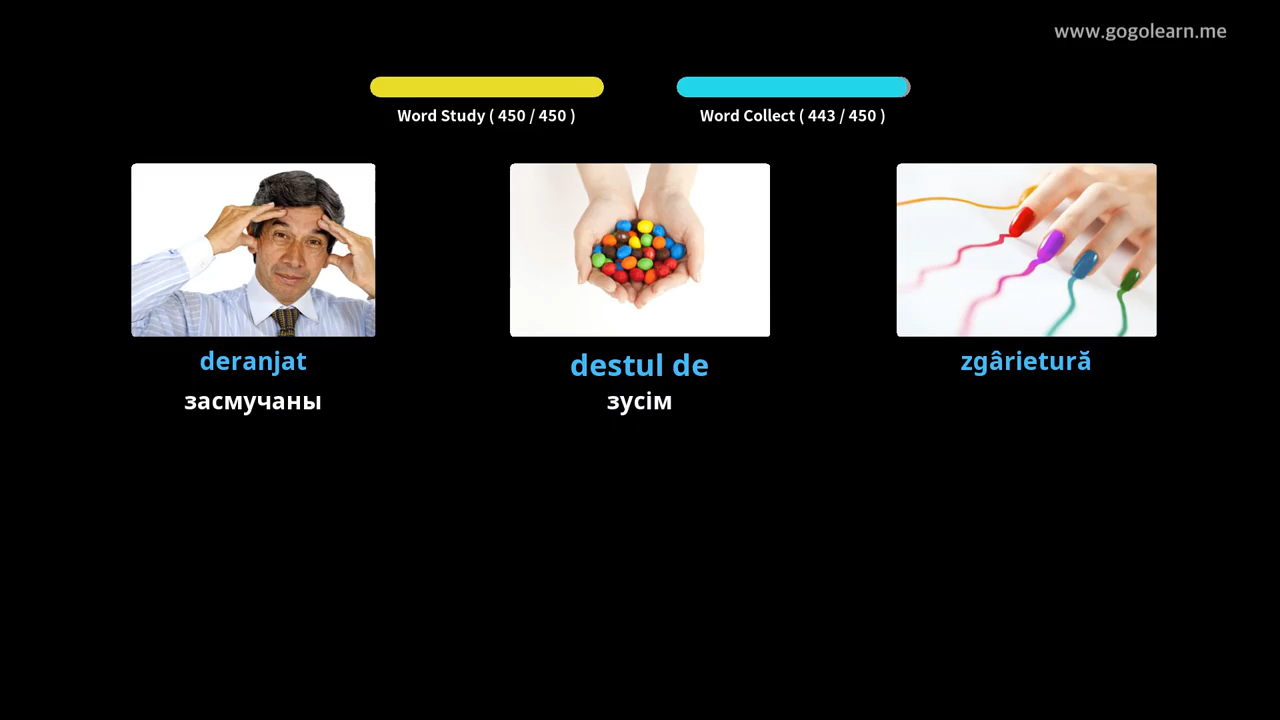 www.gogolearn.me
Word Study ( 450 / 450 )
Word Collect ( 443 / 450 )
deranjat
destul de
zgârietură
засмучаны
зусім